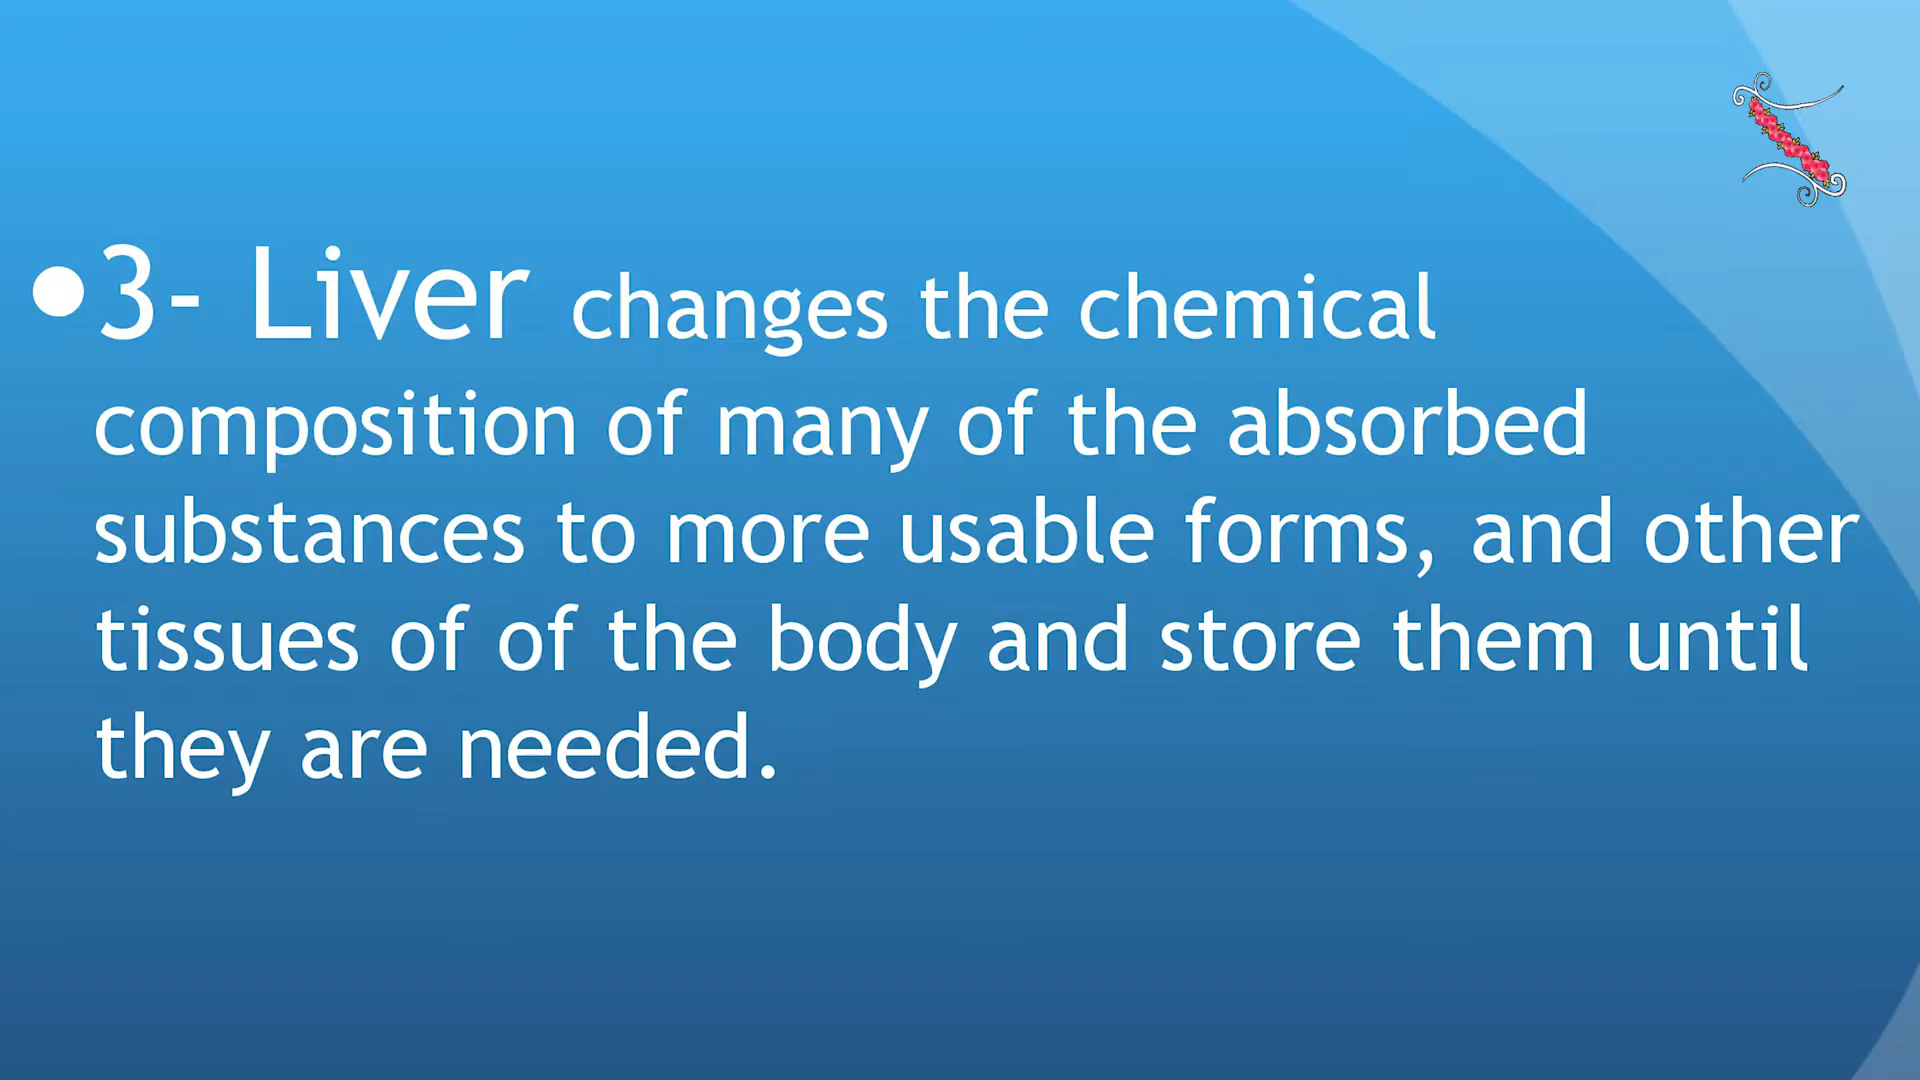 •3- Liver changes the chemical
composition of many of the absorbed
substances to more usable forms, and other
tissues of of the body and store them until
they are needed.